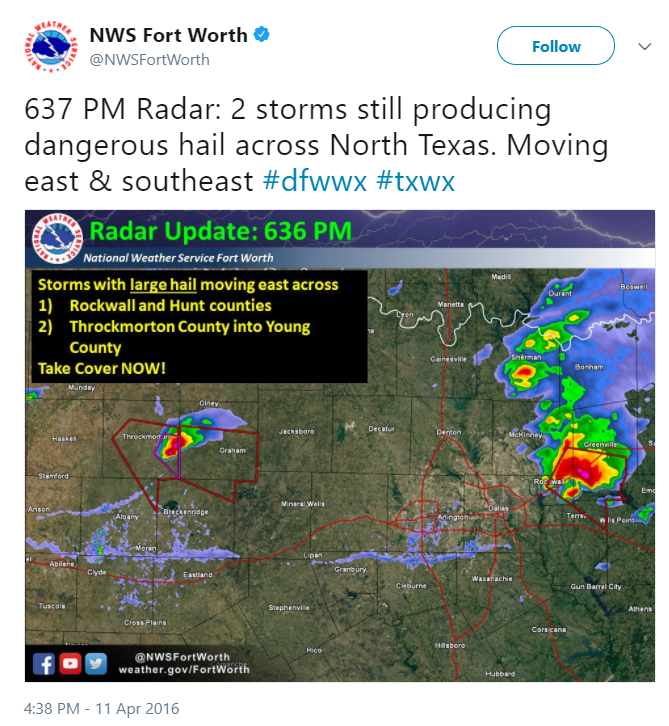 NWS Fort Worth
@NWSFortWorth
Follow
637 PM Radar: 2 storms still producing
dangerous hail across North Texas. Moving
east & southeast #dfwwx #txwx
Radar Update: 636 PM
National Weather Service Fort Worth
Storms with large hail moving east across
1) Rockwall and Hunt counties
2) Throckmorton County into Young
County
Take Cover NOW!
Madill
Durant
Boswell
Marietta
Gainesville
Sherman
Bonham
Munday
Olney
Haskell
Jacksboro
Decatur
Denton
McKinney
Greenville
Graham
Stamford
Anson
Albany
Breckenridge
Mineral Wells
Arlington
Dallas
Wills Point
Moran
Abilene
Clyde
Eastland
Lipan
Granbury
Cleburne
Waxahachie
Gun Barrel City
Tuscola
Cross Plains
Stephenville
Athens
Corsicana
Hico
Hillsboro
Hubbard
@NWSFortWorth
weather.gov/FortWorth
4:38 PM - 11 Apr 2016